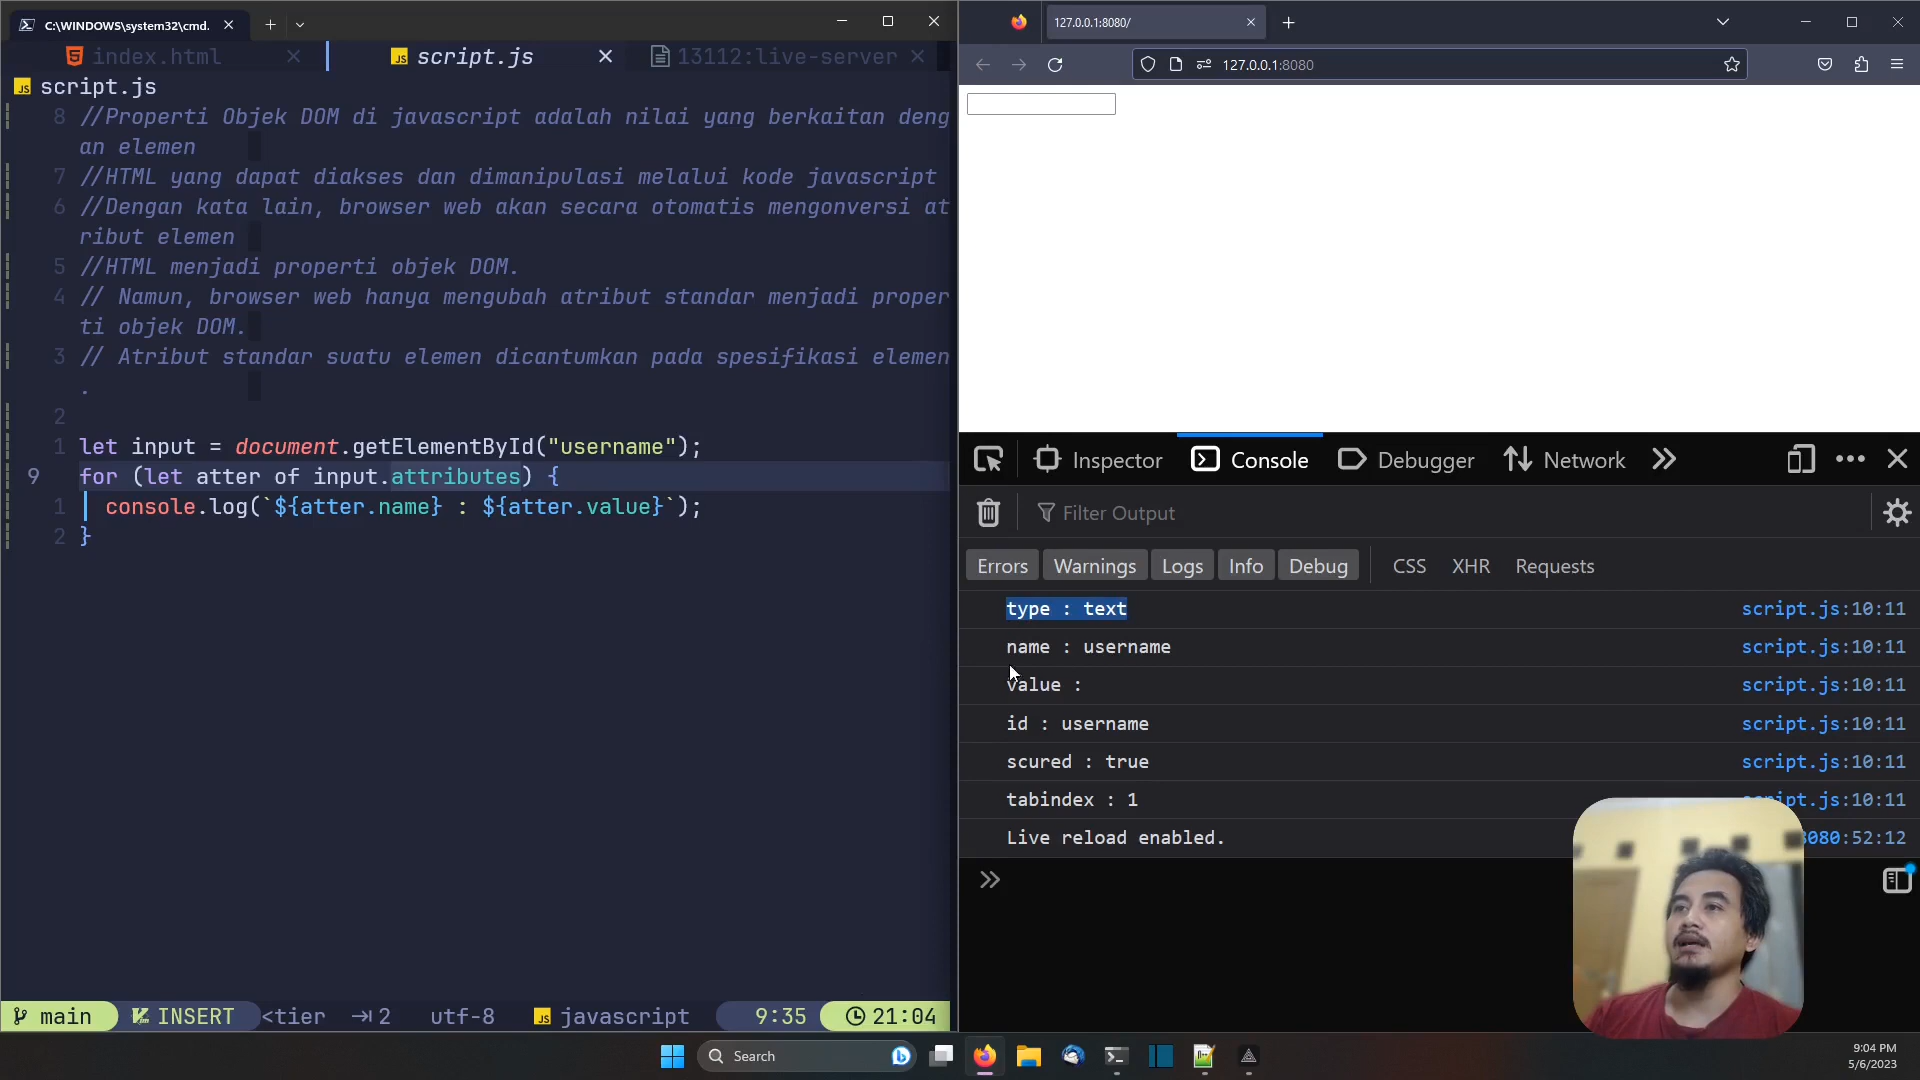 C:\WINDOWS\system32\cmd.
index.html
script.js
13112:live-server
script.js
8 //Properti Objek DOM di javascript adalah nilai yang berkaitan deng
an elemen
7 //HTML yang dapat diakses dan dimanipulasi melalui kode javascript
6 //Dengan kata lain, browser web akan secara otomatis mengonversi at
ribut elemen
5 //HTML menjadi properti objek DOM.
4 // Namun, browser web hanya mengubah atribut standar menjadi proper
ti objek DOM.
3 // Atribut standar suatu elemen dicantumkan pada spesifikasi elemen
.
2
1 let input = document.getElementById("username");
9 for (let atter of input.attributes) {
1 console.log(`${atter.name} : ${atter.value}`);
2 }
main INSERT <tier 2 utf-8 javascript 9:35 21:04
127.0.0.1:8080/
127.0.0.1:8080
Inspector Console Debugger Network
Filter Output
Errors Warnings Logs Info Debug CSS XHR Requests
type : text script.js:10:11
name : username script.js:10:11
value : script.js:10:11
id : username script.js:10:11
scured : true script.js:10:11
tabindex : 1 script.js:10:11
Live reload enabled. 8080:52:12
Search
9:04 PM
5/6/2023